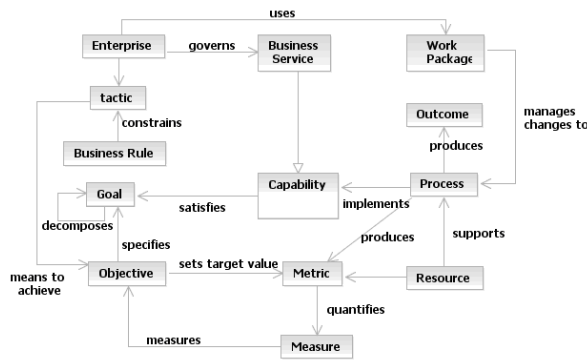 uses
Enterprise
governs
Business
Service
Work
Package
tactic
constrains
Business Rule
Outcome
manages
changes to
produces
Goal
satisfies
Capability
implements
Process
decomposes
specifies
produces
supports
means to
achieve
Objective
sets target value
Metric
Resource
quantifies
measures
Measure